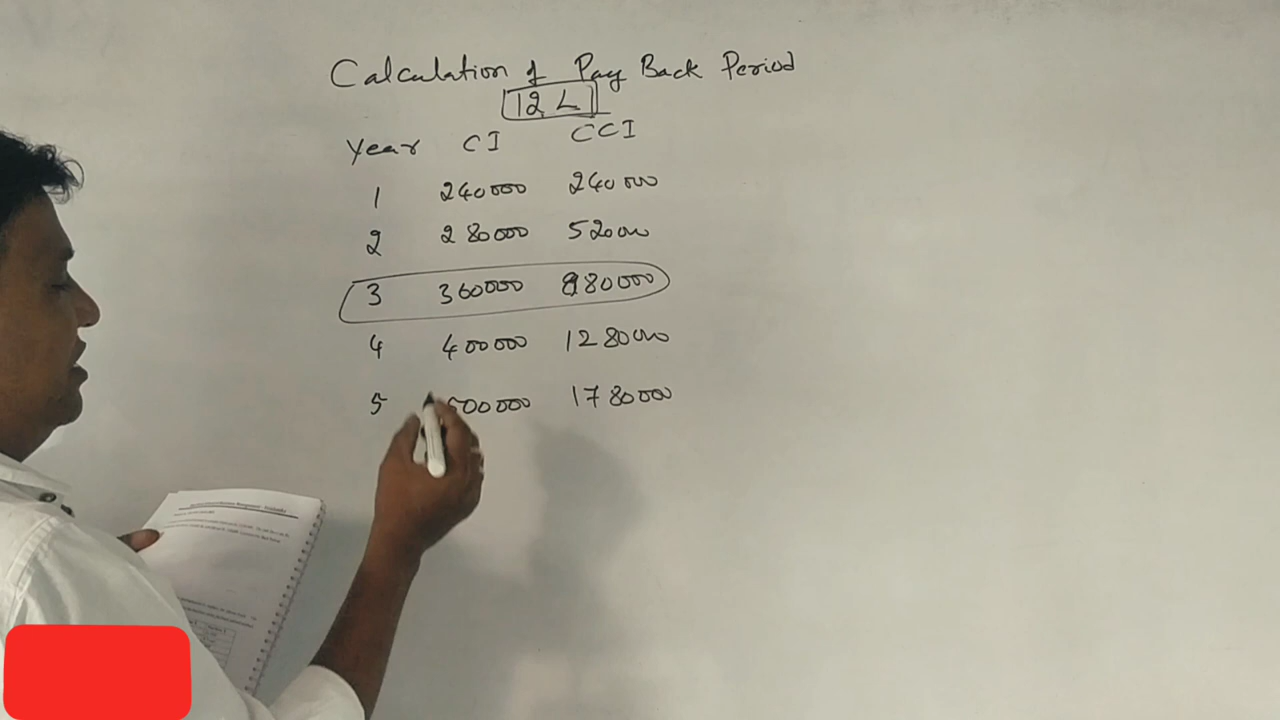 Calculation of Pay Back Period
12 L
Year CI CCI
1 240000 240000
2 280000 520000
3 360000 880000
4 400000 1280000
5 500000 1780000